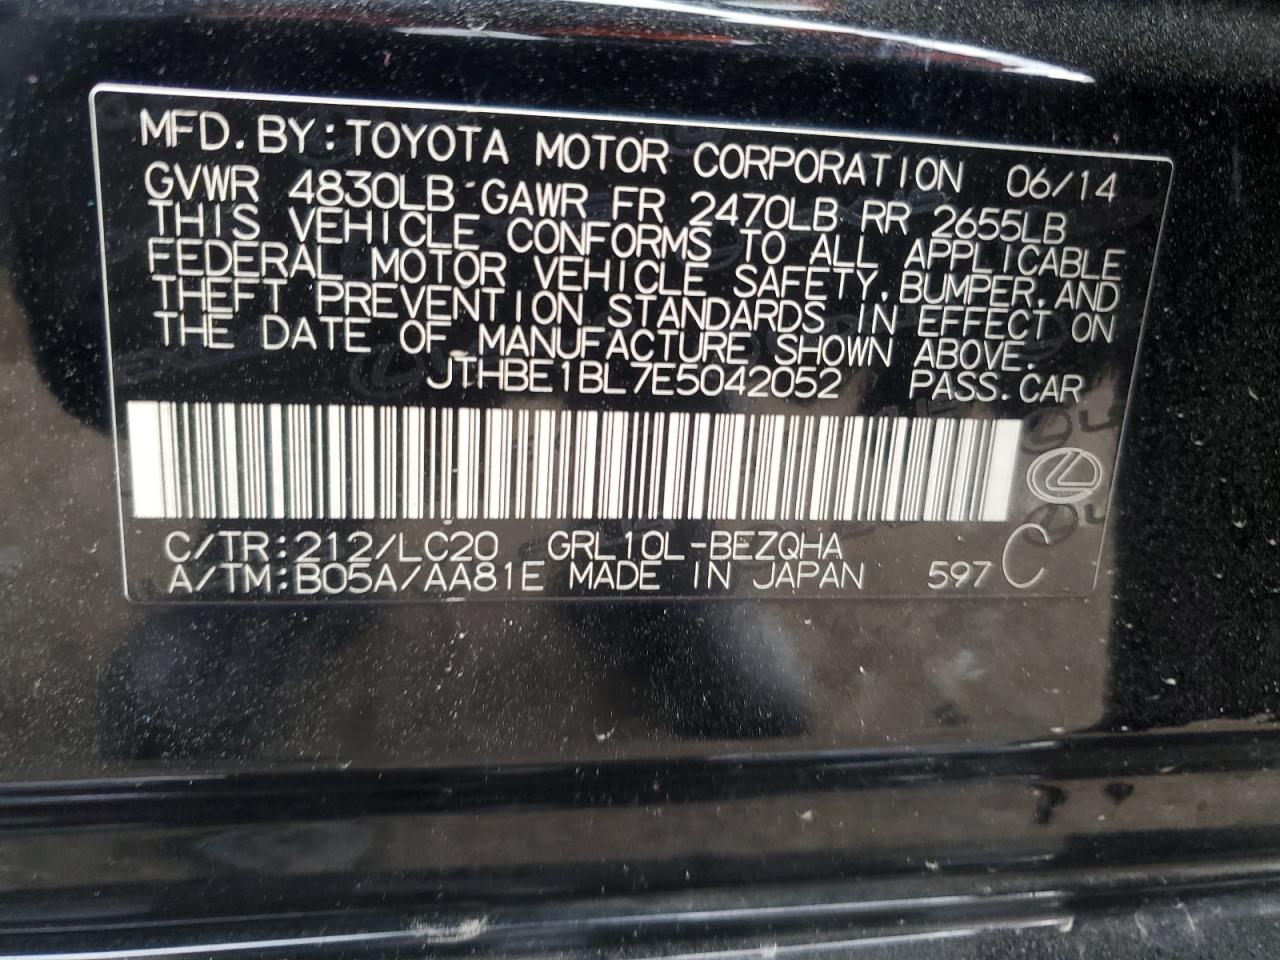 MFD. BY: TOYOTA MOTOR CORPORATION 06/14
GVWR 4830LB GAWR FR 2470LB RR 2655LB
THIS VEHICLE CONFORMS TO ALL APPLICABLE
FEDERAL MOTOR VEHICLE SAFETY, BUMPER, AND
THEFT PREVENTION STANDARDS IN EFFECT ON
THE DATE OF MANUFACTURE SHOWN ABOVE.
JTHBE1BL7E5042052 PASS. CAR
C/TR: 212/LC20 GRL10L-BEZQHA
A/TM: B05A/AA81E MADE IN JAPAN 597 C